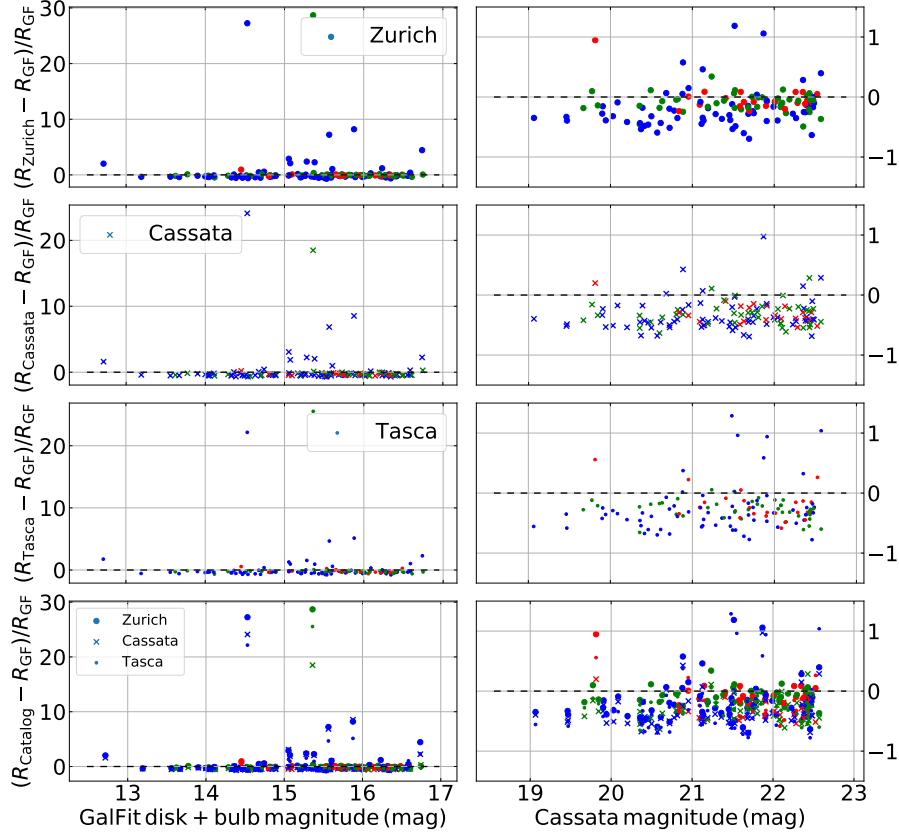 30
20
10
0
(R_Zurich − R_GF)/R_GF
Zurich
1
0
−1
20
10
0
(R_Cassata − R_GF)/R_GF
Cassata
1
0
−1
20
10
0
(R_Tasca − R_GF)/R_GF
Tasca
1
0
−1
30
20
10
0
(R_Catalog − R_GF)/R_GF
Zurich
Cassata
Tasca
1
0
−1
13 14 15 16 17
GalFit disk + bulb magnitude (mag)
19 20 21 22 23
Cassata magnitude (mag)